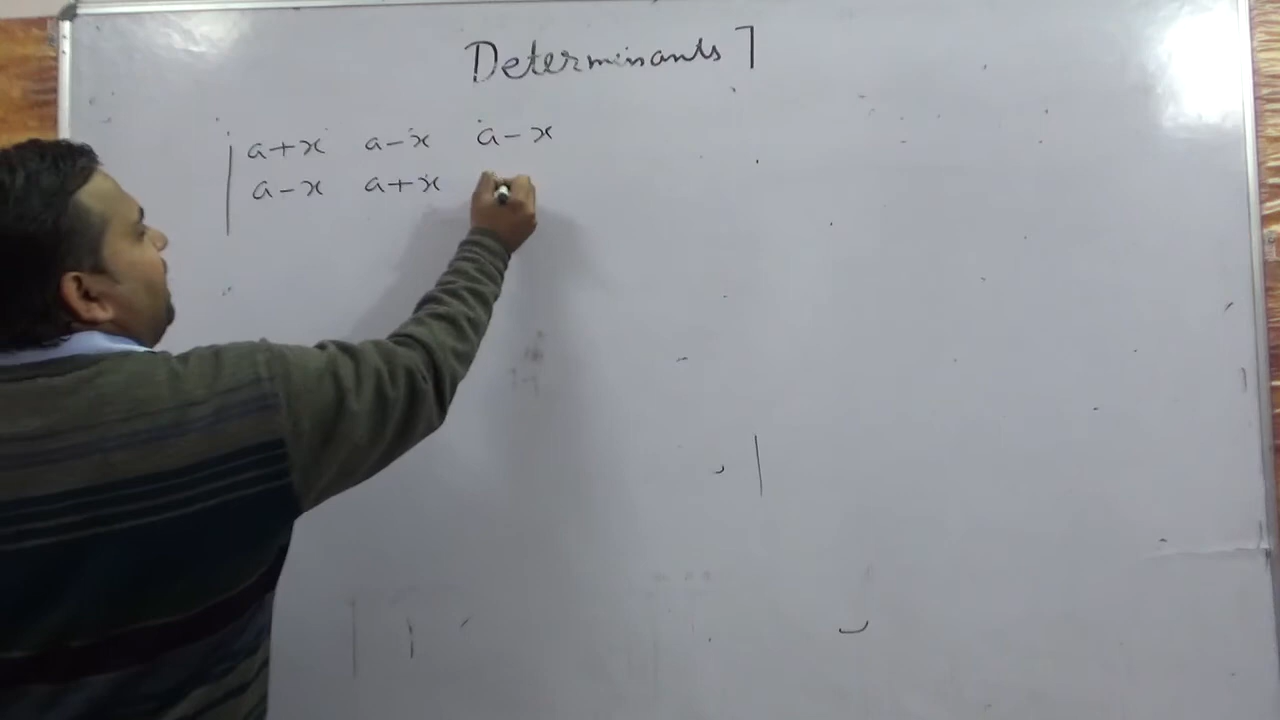 Determinants ]
| a+x a-x a-x
| a-x a+x